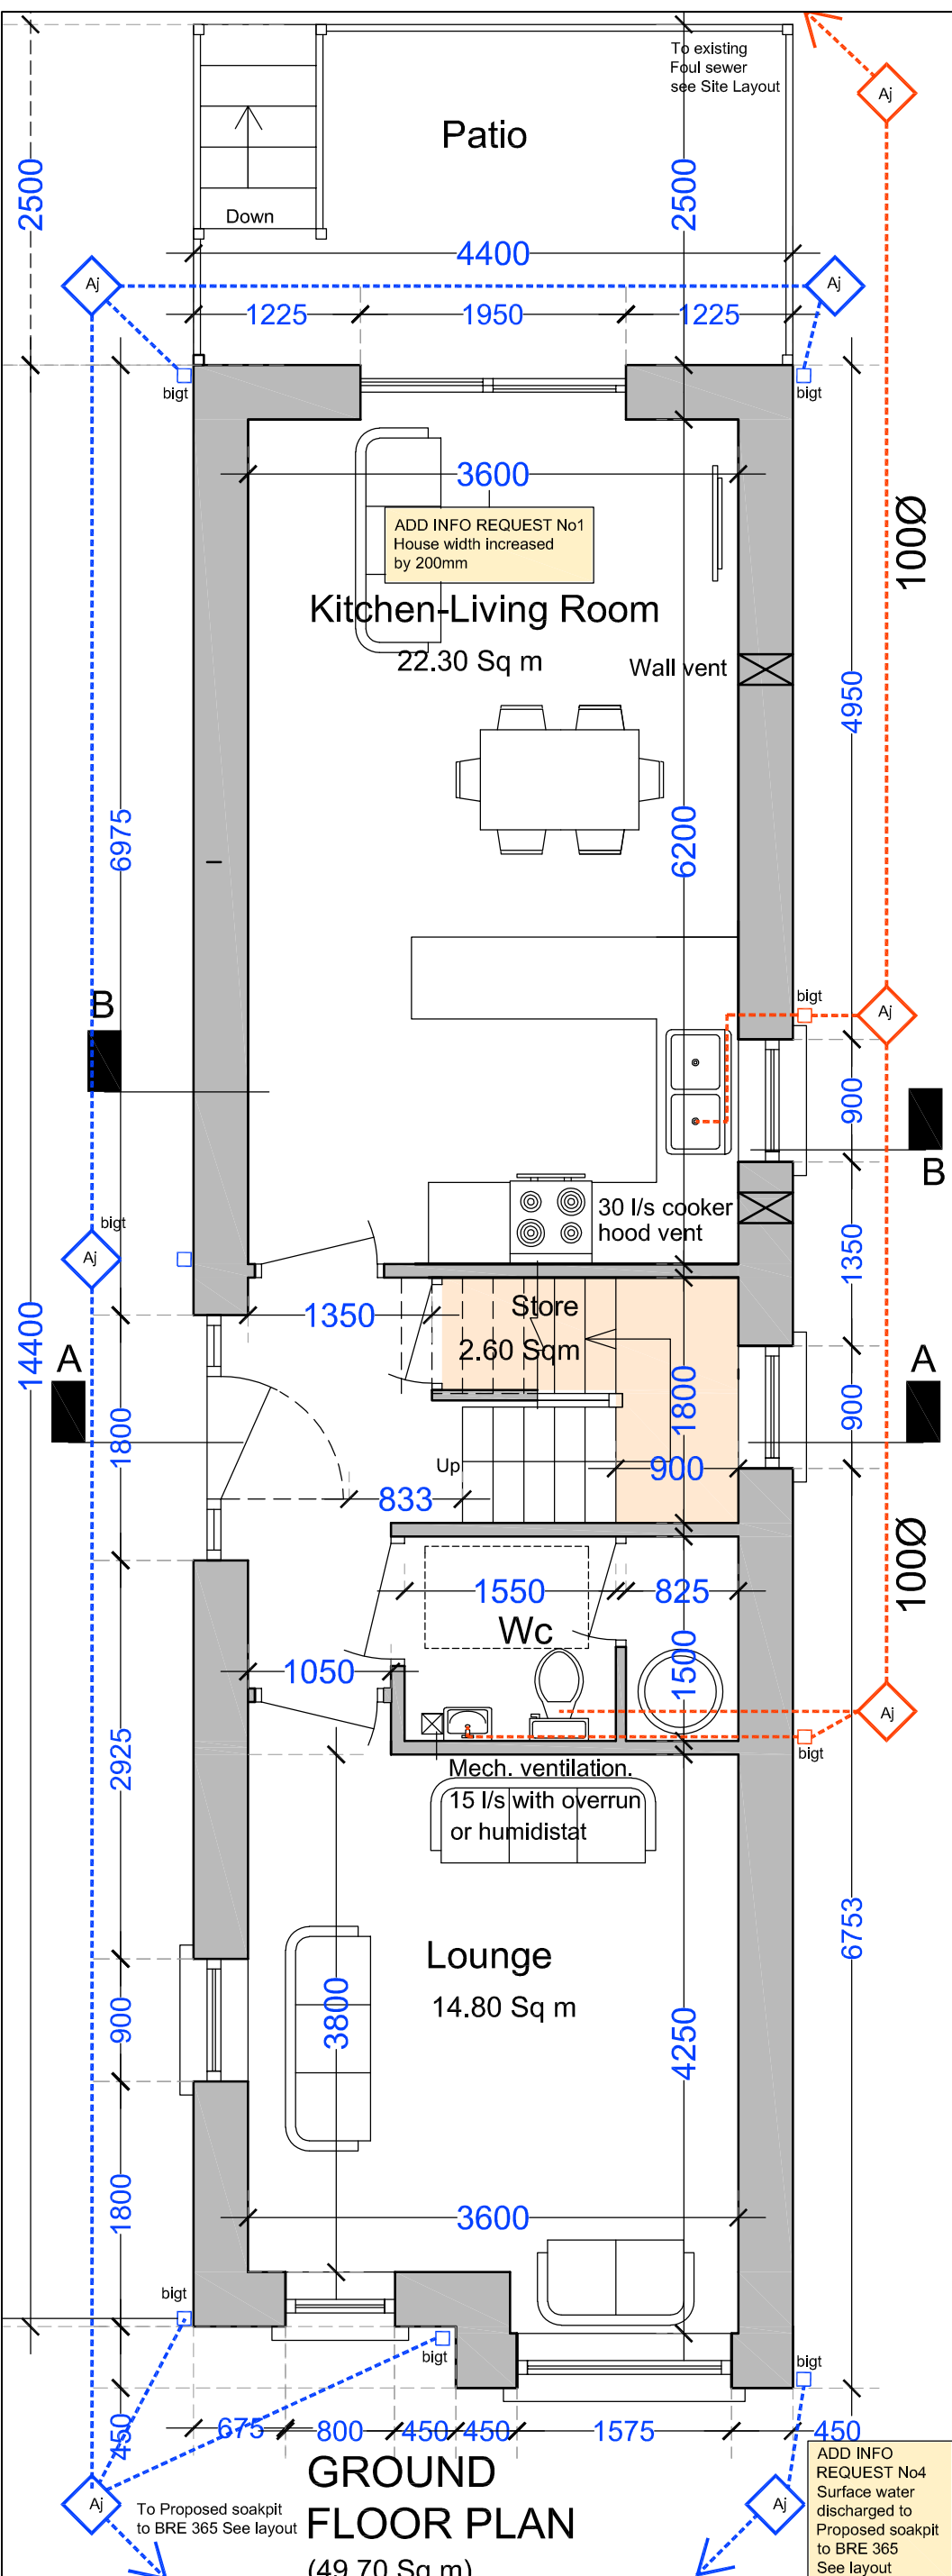 To existing
Foul sewer
see Site Layout
Aj
Patio
2500
2500
Down
4400
Aj
Aj
1225
1950
1225
bigt
bigt
3600
ADD INFO REQUEST No1
House width increased
by 200mm
100Ø
Kitchen-Living Room
22.30 Sq m
Wall vent
4950
6975
6200
B
bigt
Aj
900
B
30 l/s cooker
hood vent
bigt
Aj
1350
1350
Store
2.60 Sqm
14400
A
A
1800
1800
900
Up
900
833
100Ø
1550
825
Wc
1050
1500
Aj
bigt
Mech. ventilation.
15 l/s with overrun
or humidistat
2925
6753
Lounge
14.80 Sq m
900
3800
4250
1800
3600
bigt
bigt
bigt
450
675
800
450
450
1575
450
GROUND
FLOOR PLAN
(49.70 Sq m)
Aj
To Proposed soakpit
to BRE 365 See layout
Aj
ADD INFO
REQUEST No4
Surface water
discharged to
Proposed soakpit
to BRE 365
See layout